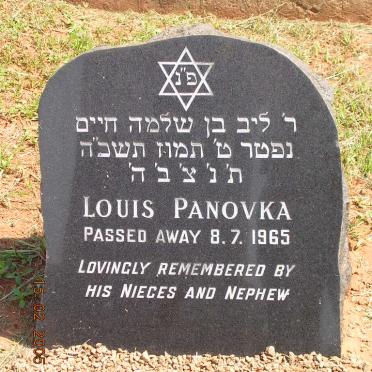 פ"נ
ר' ליב בן שלמה חיים
נפטר ט' תמוז תשכ"ה
ת' נ' צ' ב' ה'
LOUIS PANOVKA
PASSED AWAY 8.7.1965
LOVINGLY REMEMBERED BY
HIS NIECES AND NEPHEW
15.02.2006